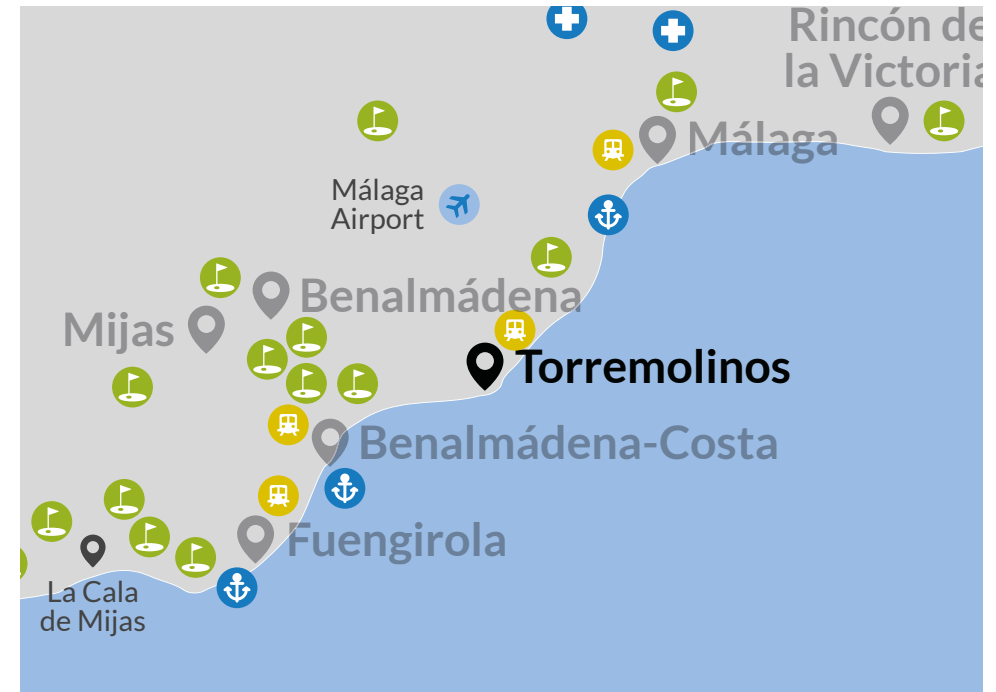 Rincón de
la Victoria
Málaga
Málaga
Airport
Benalmádena
Mijas
Torremolinos
Benalmádena-Costa
Fuengirola
La Cala
de Mijas